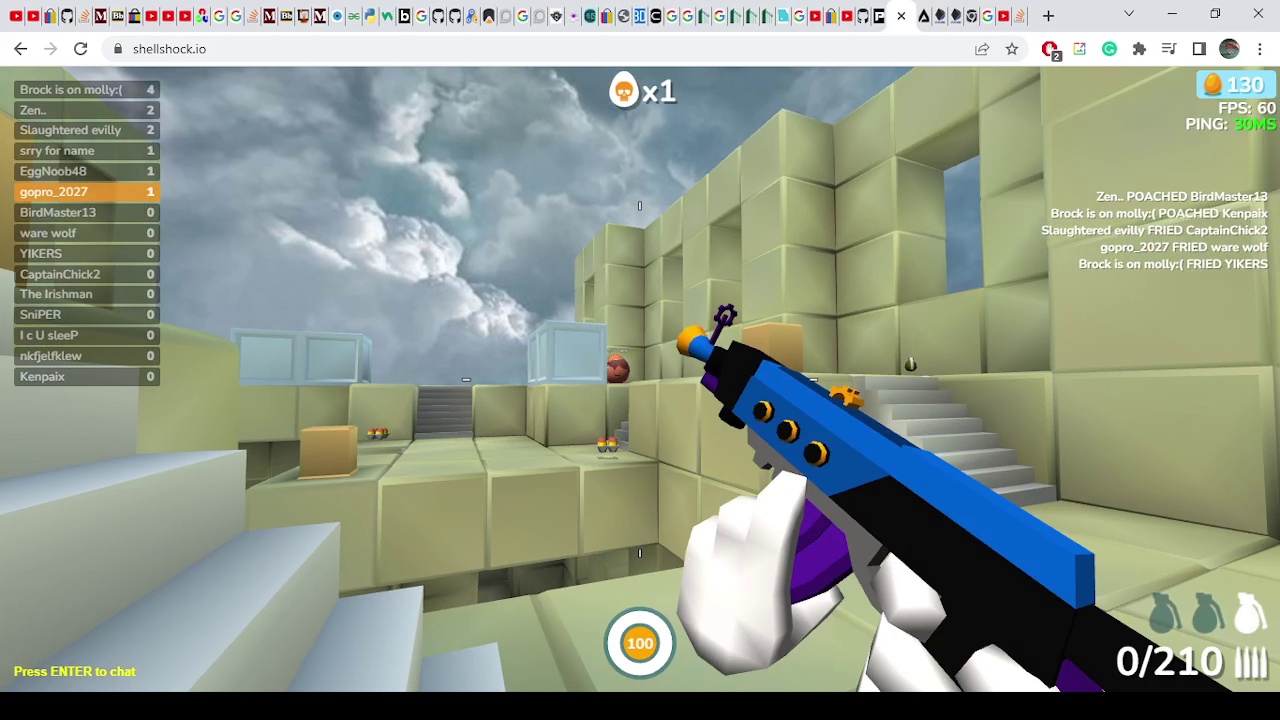 shellshock.io
2
Brock is on molly:( 4
Zen.. 2
Slaughtered evilly 2
srry for name 1
EggNoob48 1
gopro_2027 1
BirdMaster13 0
ware wolf 0
YIKERS 0
CaptainChick2 0
The Irishman 0
SniPER 0
I c U sleeP 0
nkfjelfklew 0
Kenpaix 0
x1
130
FPS: 60
PING: 30MS
Zen.. POACHED BirdMaster13
Brock is on molly:( POACHED Kenpaix
Slaughtered evilly FRIED CaptainChick2
gopro_2027 FRIED ware wolf
Brock is on molly:( FRIED YIKERS
100
0/210
Press ENTER to chat